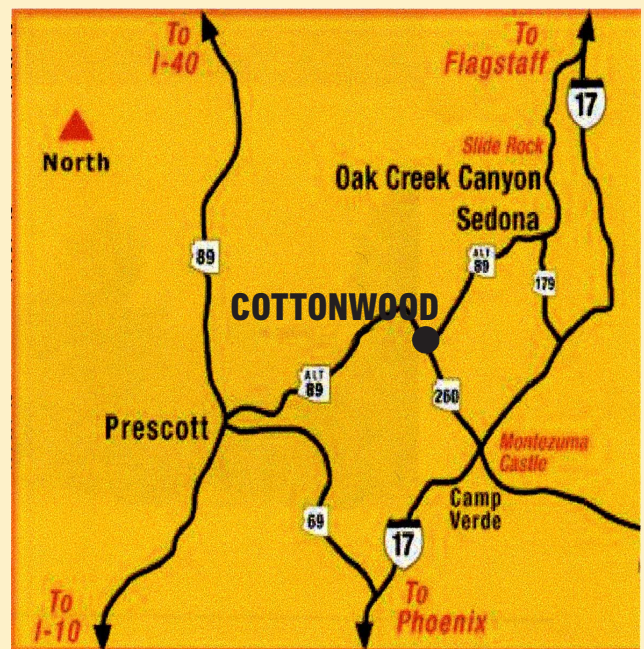 To
I-40
To
Flagstaff
17
North
Slide Rock
Oak Creek Canyon
Sedona
89
ALT
89
179
COTTONWOOD
ALT
89
260
Prescott
Montezuma
Castle
Camp
Verde
69
17
To
I-10
To
Phoenix